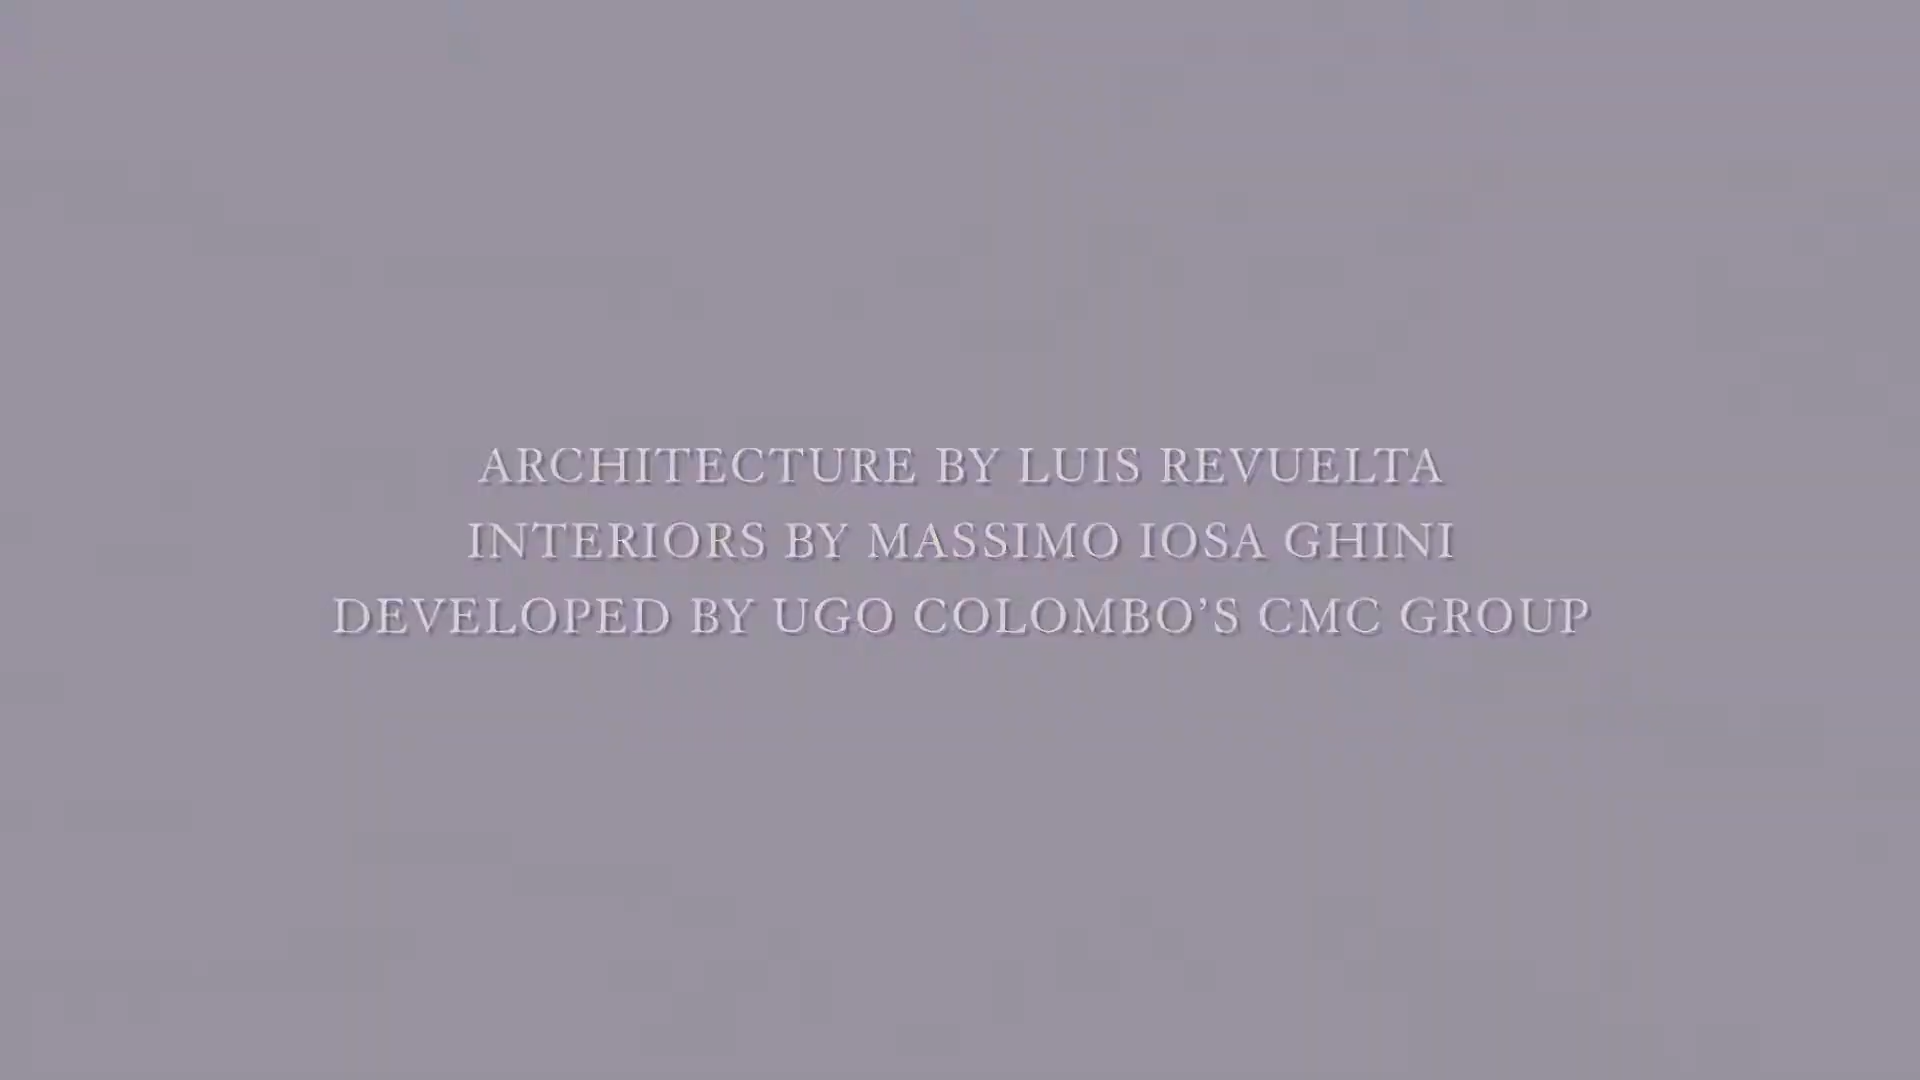 ARCHITECTURE BY LUIS REVUELTA
INTERIORS BY MASSIMO IOSA GHINI
DEVELOPED BY UGO COLOMBO’S CMC GROUP